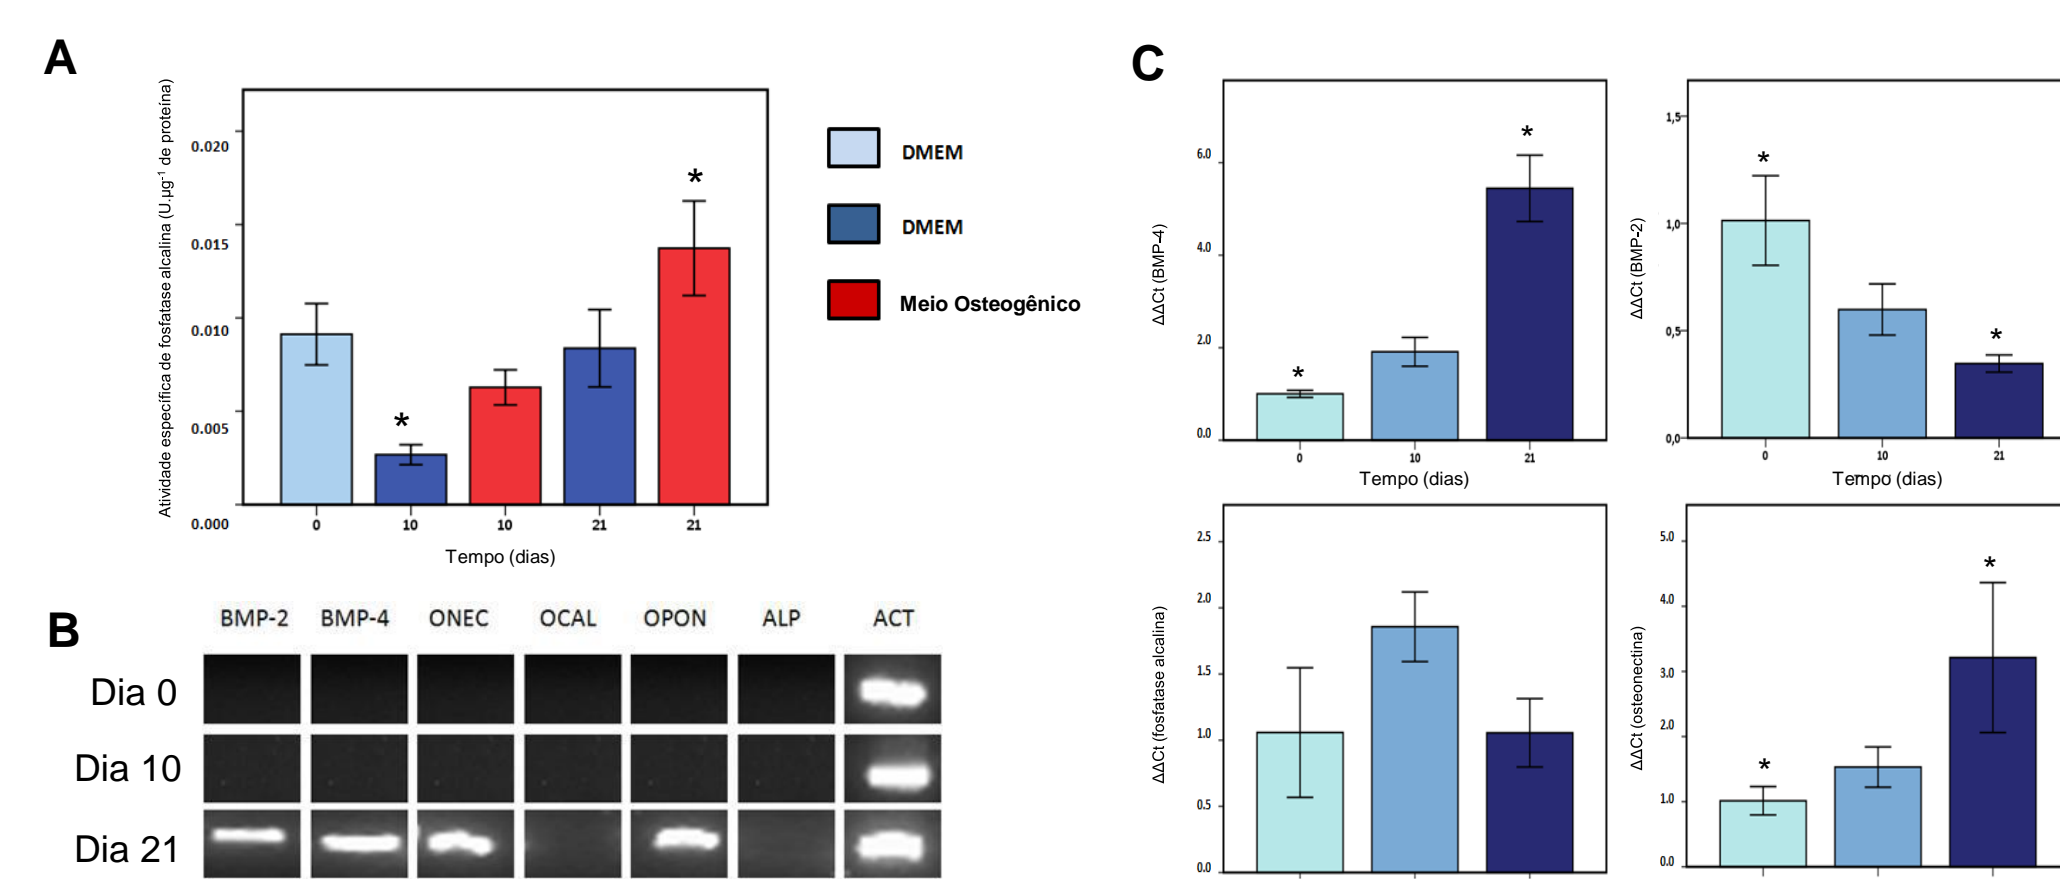 A
Atividade específica de fosfatase alcalina (U.µg-1 de proteína)
0.020
0.015
0.010
0.005
0.000
*
*
0 10 10 21 21
Tempo (dias)
DMEM
DMEM
Meio Osteogênico
B
BMP-2 BMP-4 ONEC OCAL OPON ALP ACT
Dia 0
Dia 10
Dia 21
C
ΔΔCt (BMP-4)
6.0
4.0
2.0
0.0
*
*
0 10 21
Tempo (dias)
ΔΔCt (BMP-2)
1,5
1,0
0,5
0,0
*
*
0 10 21
Tempo (dias)
ΔΔCt (fosfatase alcalina)
2.5
2.0
1.5
1.0
0.5
0.0
ΔΔCt (osteonectina)
5.0
4.0
3.0
2.0
1.0
0.0
*
*